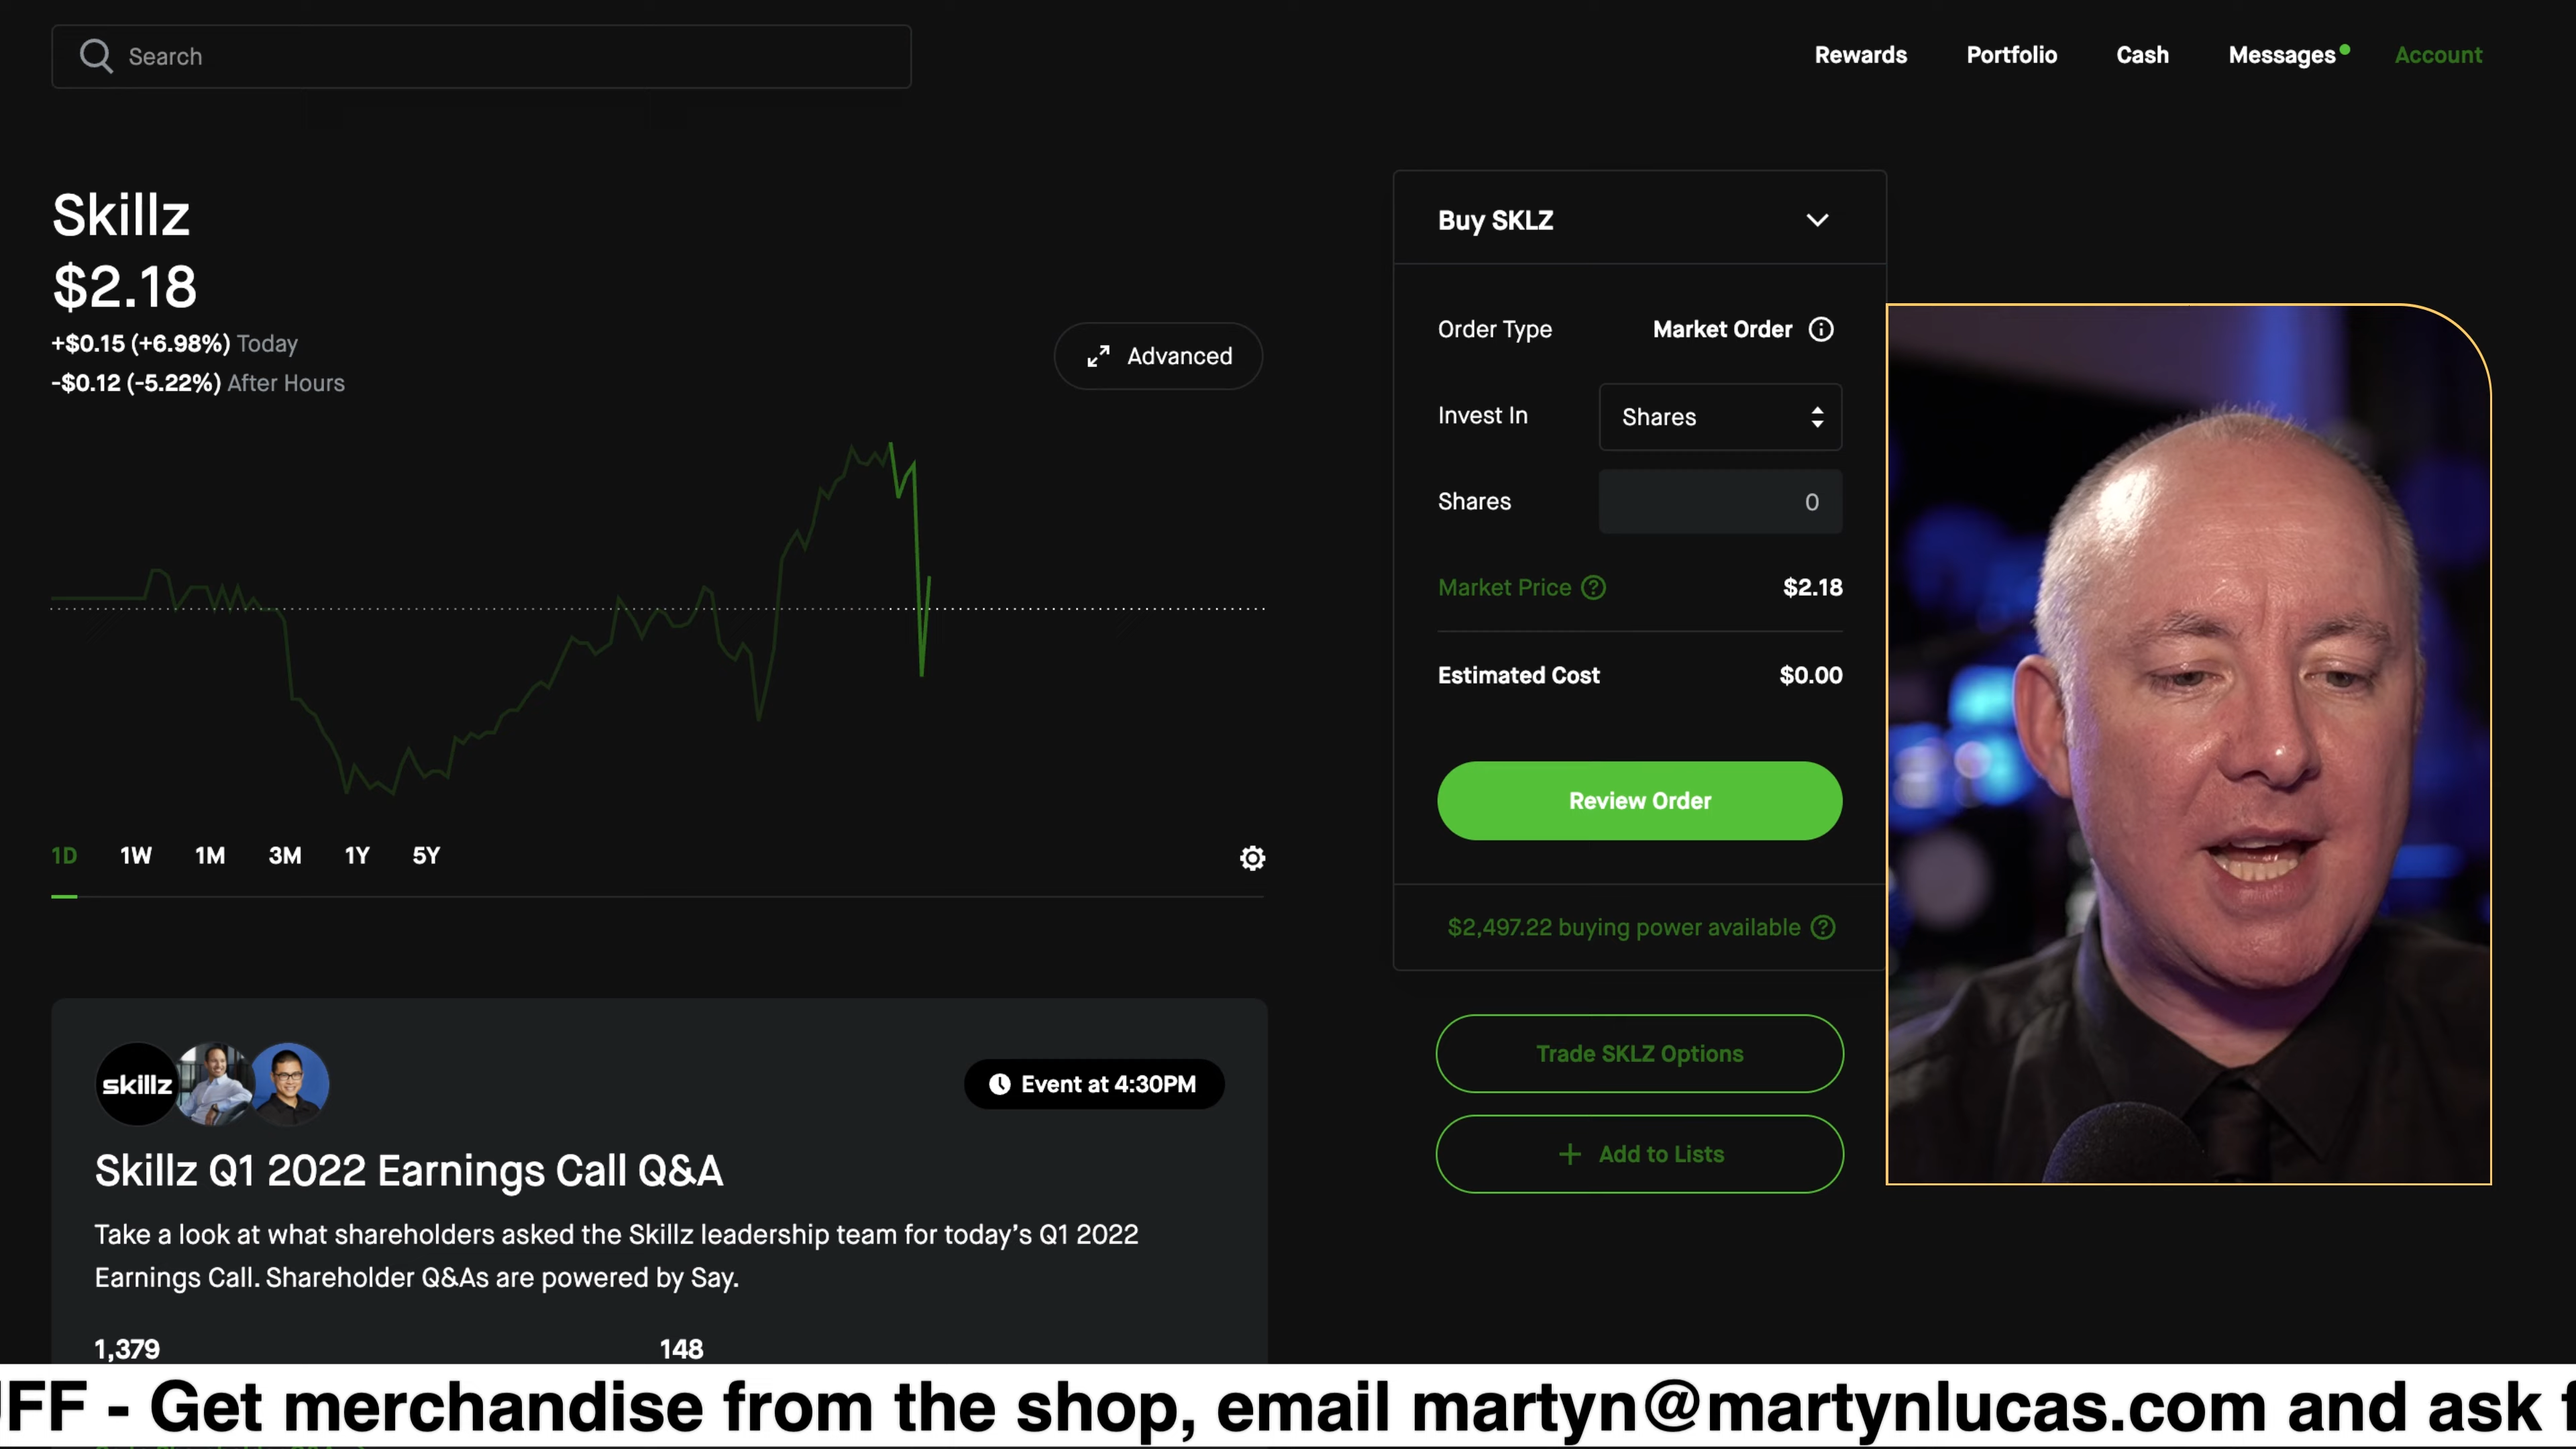 Search
Rewards
Portfolio
Cash
Messages
Account
Skillz
$2.18
+$0.15 (+6.98%) Today
-$0.12 (-5.22%) After Hours
Advanced
1D
1W
1M
3M
1Y
5Y
Buy SKLZ
Order Type
Market Order
Invest In
Shares
Shares
0
Market Price
$2.18
Estimated Cost
$0.00
Review Order
$2,497.22 buying power available
Trade SKLZ Options
Add to Lists
skillz
Event at 4:30PM
Skillz Q1 2022 Earnings Call Q&A
Take a look at what shareholders asked the Skillz leadership team for today's Q1 2022
Earnings Call. Shareholder Q&As are powered by Say.
1,379
148
- Get merchandise from the shop, email martyn@martynlucas.com and ask